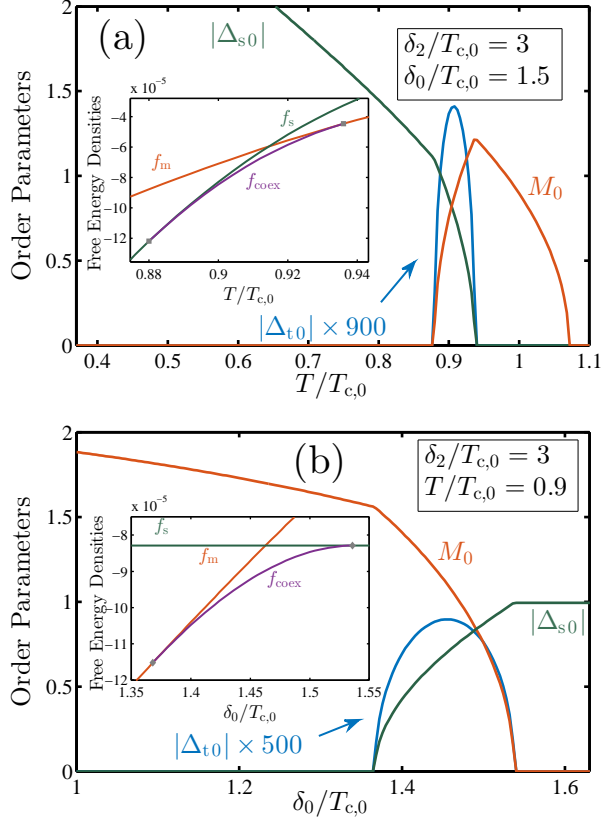 (a)
|Δs0|
δ2/Tc,0 = 3
δ0/Tc,0 = 1.5
Order Parameters
2
1.5
1
0.5
0
× 10⁻⁵
Free Energy Densities
−4
−6
−8
−10
−12
fs
fm
fcoex
0.88 0.9 0.92 0.94
T/Tc,0
M0
|Δt0| × 900
0.4 0.5 0.6 0.7 0.8 0.9 1 1.1
T/Tc,0
(b)
δ2/Tc,0 = 3
T/Tc,0 = 0.9
Order Parameters
2
1.5
1
0.5
0
× 10⁻⁵
Free Energy Densities
−7
−8
−9
−10
−11
−12
fs
fm
fcoex
1.35 1.4 1.45 1.5 1.55
δ0/Tc,0
M0
|Δs0|
|Δt0| × 500
1 1.2 1.4 1.6
δ0/Tc,0